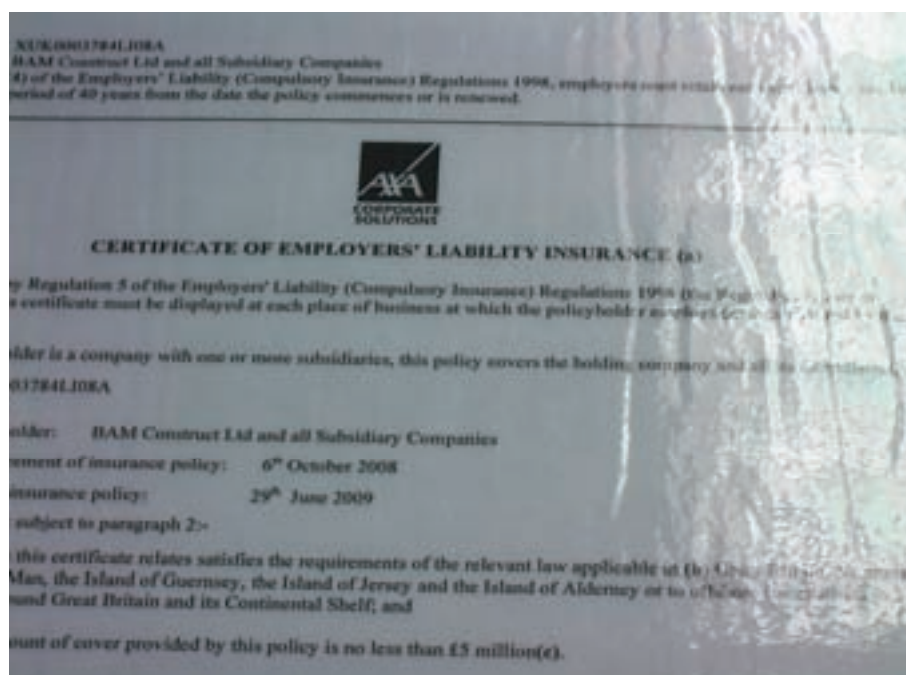 XUK0003784LI08A
BAM Construct Ltd and all Subsidiary Companies
4) of the Employers' Liability (Compulsory Insurance) Regulations 1998, employers must retain
period of 40 years from the date the policy commences or is renewed.
AXA
CORPORATE
SOLUTIONS
CERTIFICATE OF EMPLOYERS' LIABILITY INSURANCE (a)
by Regulation 5 of the Employers' Liability (Compulsory Insurance) Regulations 1998 (the
certificate must be displayed at each place of business at which the policyholder employs
older is a company with one or more subsidiaries, this policy covers the holding company and all its
03784LI08A
older: BAM Construct Ltd and all Subsidiary Companies
ement of insurance policy: 6th October 2008
insurance policy: 29th June 2009
subject to paragraph 2:-
this certificate relates satisfies the requirements of the relevant law applicable in (b)
Man, the Island of Guernsey, the Island of Jersey and the Island of Alderney or to
ound Great Britain and its Continental Shelf; and
ount of cover provided by this policy is no less than £5 million(c).